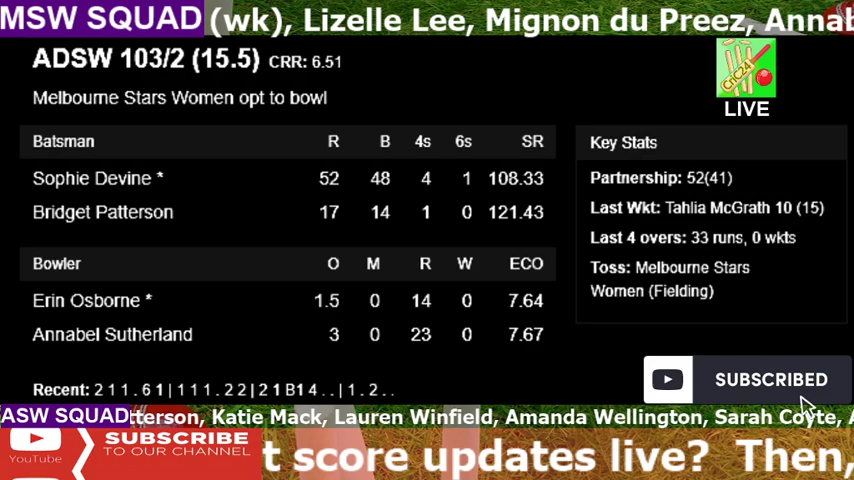 MSW SQUAD (wk), Lizelle Lee, Mignon du Preez, Annab
ADSW 103/2 (15.5) CRR: 6.51
Melbourne Stars Women opt to bowl
CriC24
LIVE
Batsman R B 4s 6s SR
Sophie Devine * 52 48 4 1 108.33
Bridget Patterson 17 14 1 0 121.43
Bowler O M R W ECO
Erin Osborne * 1.5 0 14 0 7.64
Annabel Sutherland 3 0 23 0 7.67
Recent: 2 1 1 . 6 1 | 1 1 1 . 2 2 | 2 1 B1 4 . . | 1 . 2 . .
Key Stats
Partnership: 52(41)
Last Wkt: Tahlia McGrath 10 (15)
Last 4 overs: 33 runs, 0 wkts
Toss: Melbourne Stars
Women (Fielding)
SUBSCRIBED
ASW SQUAD tterson, Katie Mack, Lauren Winfield, Amanda Wellington, Sarah Coyte, A
YouTube
SUBSCRIBE
TO OUR CHANNEL
t score updates live? Then,